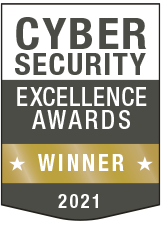 CYBER
SECURITY
EXCELLENCE
AWARDS
WINNER
2021